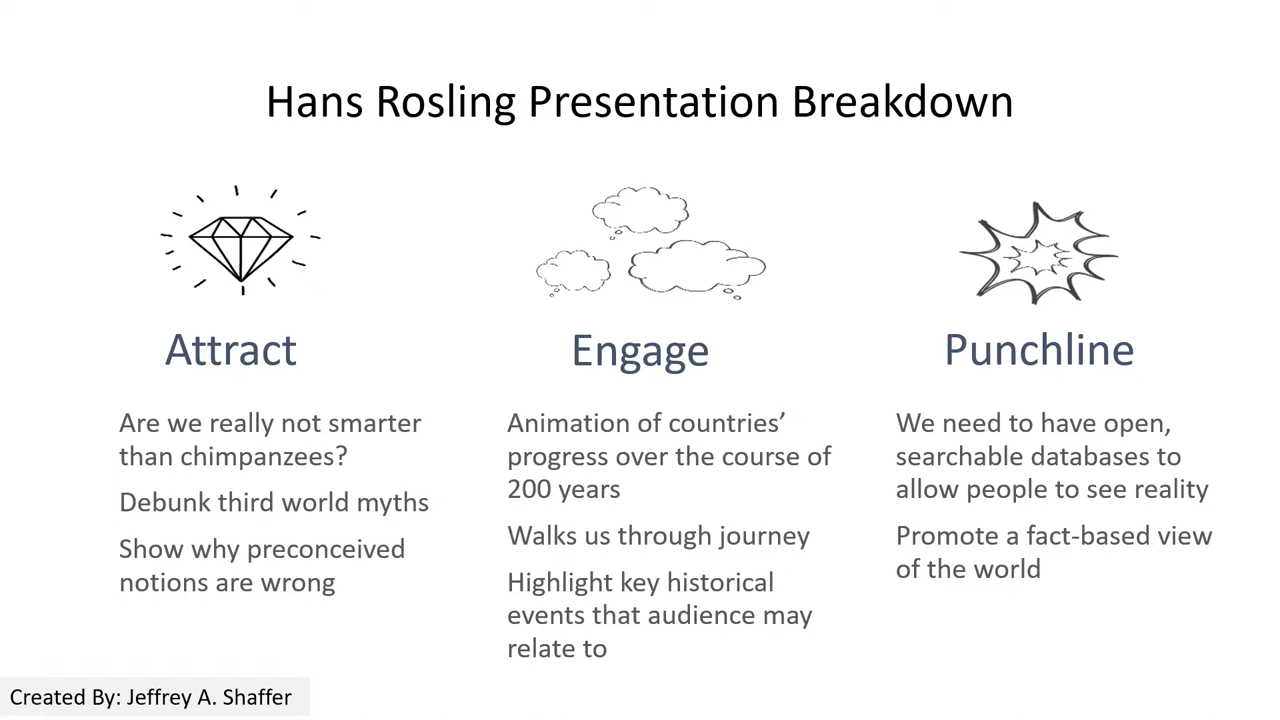 Hans Rosling Presentation Breakdown
Attract
Are we really not smarter
than chimpanzees?
Debunk third world myths
Show why preconceived
notions are wrong
Engage
Animation of countries’
progress over the course of
200 years
Walks us through journey
Highlight key historical
events that audience may
relate to
Punchline
We need to have open,
searchable databases to
allow people to see reality
Promote a fact-based view
of the world
Created By: Jeffrey A. Shaffer